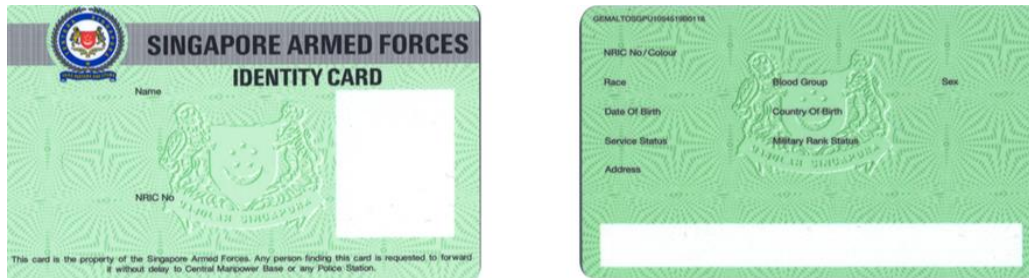 SINGAPORE ARMED FORCES
IDENTITY CARD
Name
NRIC No
This card is the property of the Singapore Armed Forces. Any person finding this card is requested to forward
it without delay to Central Manpower Base or any Police Station.
NRIC No/Colour
Race Blood Group Sex
Date Of Birth Country Of Birth
Service Status Military Rank Status
Address